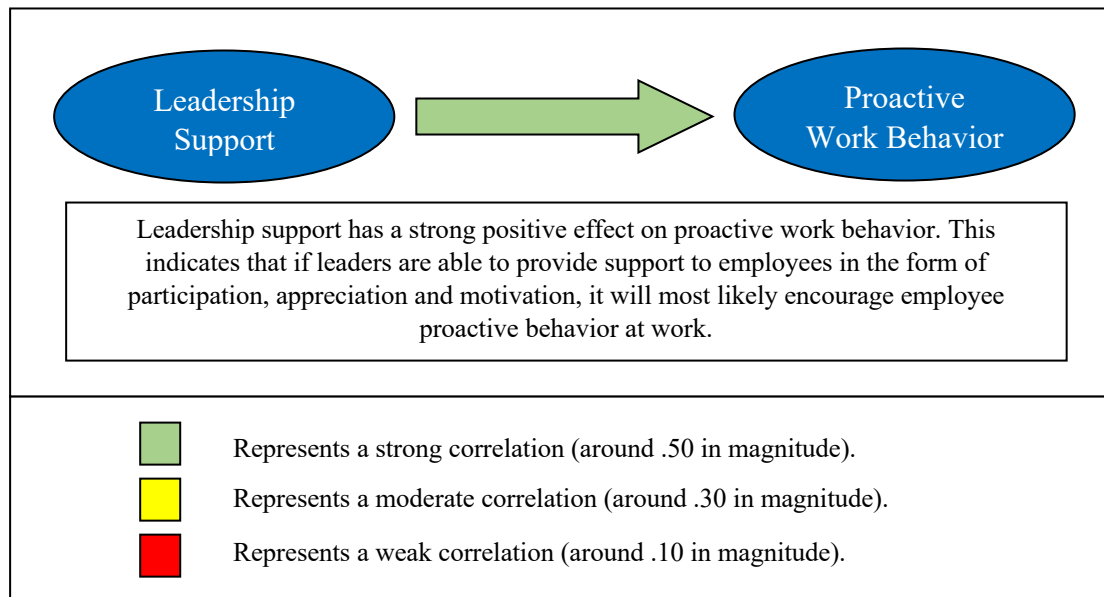 Leadership
Support
Proactive
Work Behavior
Leadership support has a strong positive effect on proactive work behavior. This
indicates that if leaders are able to provide support to employees in the form of
participation, appreciation and motivation, it will most likely encourage employee
proactive behavior at work.
Represents a strong correlation (around .50 in magnitude).
Represents a moderate correlation (around .30 in magnitude).
Represents a weak correlation (around .10 in magnitude).